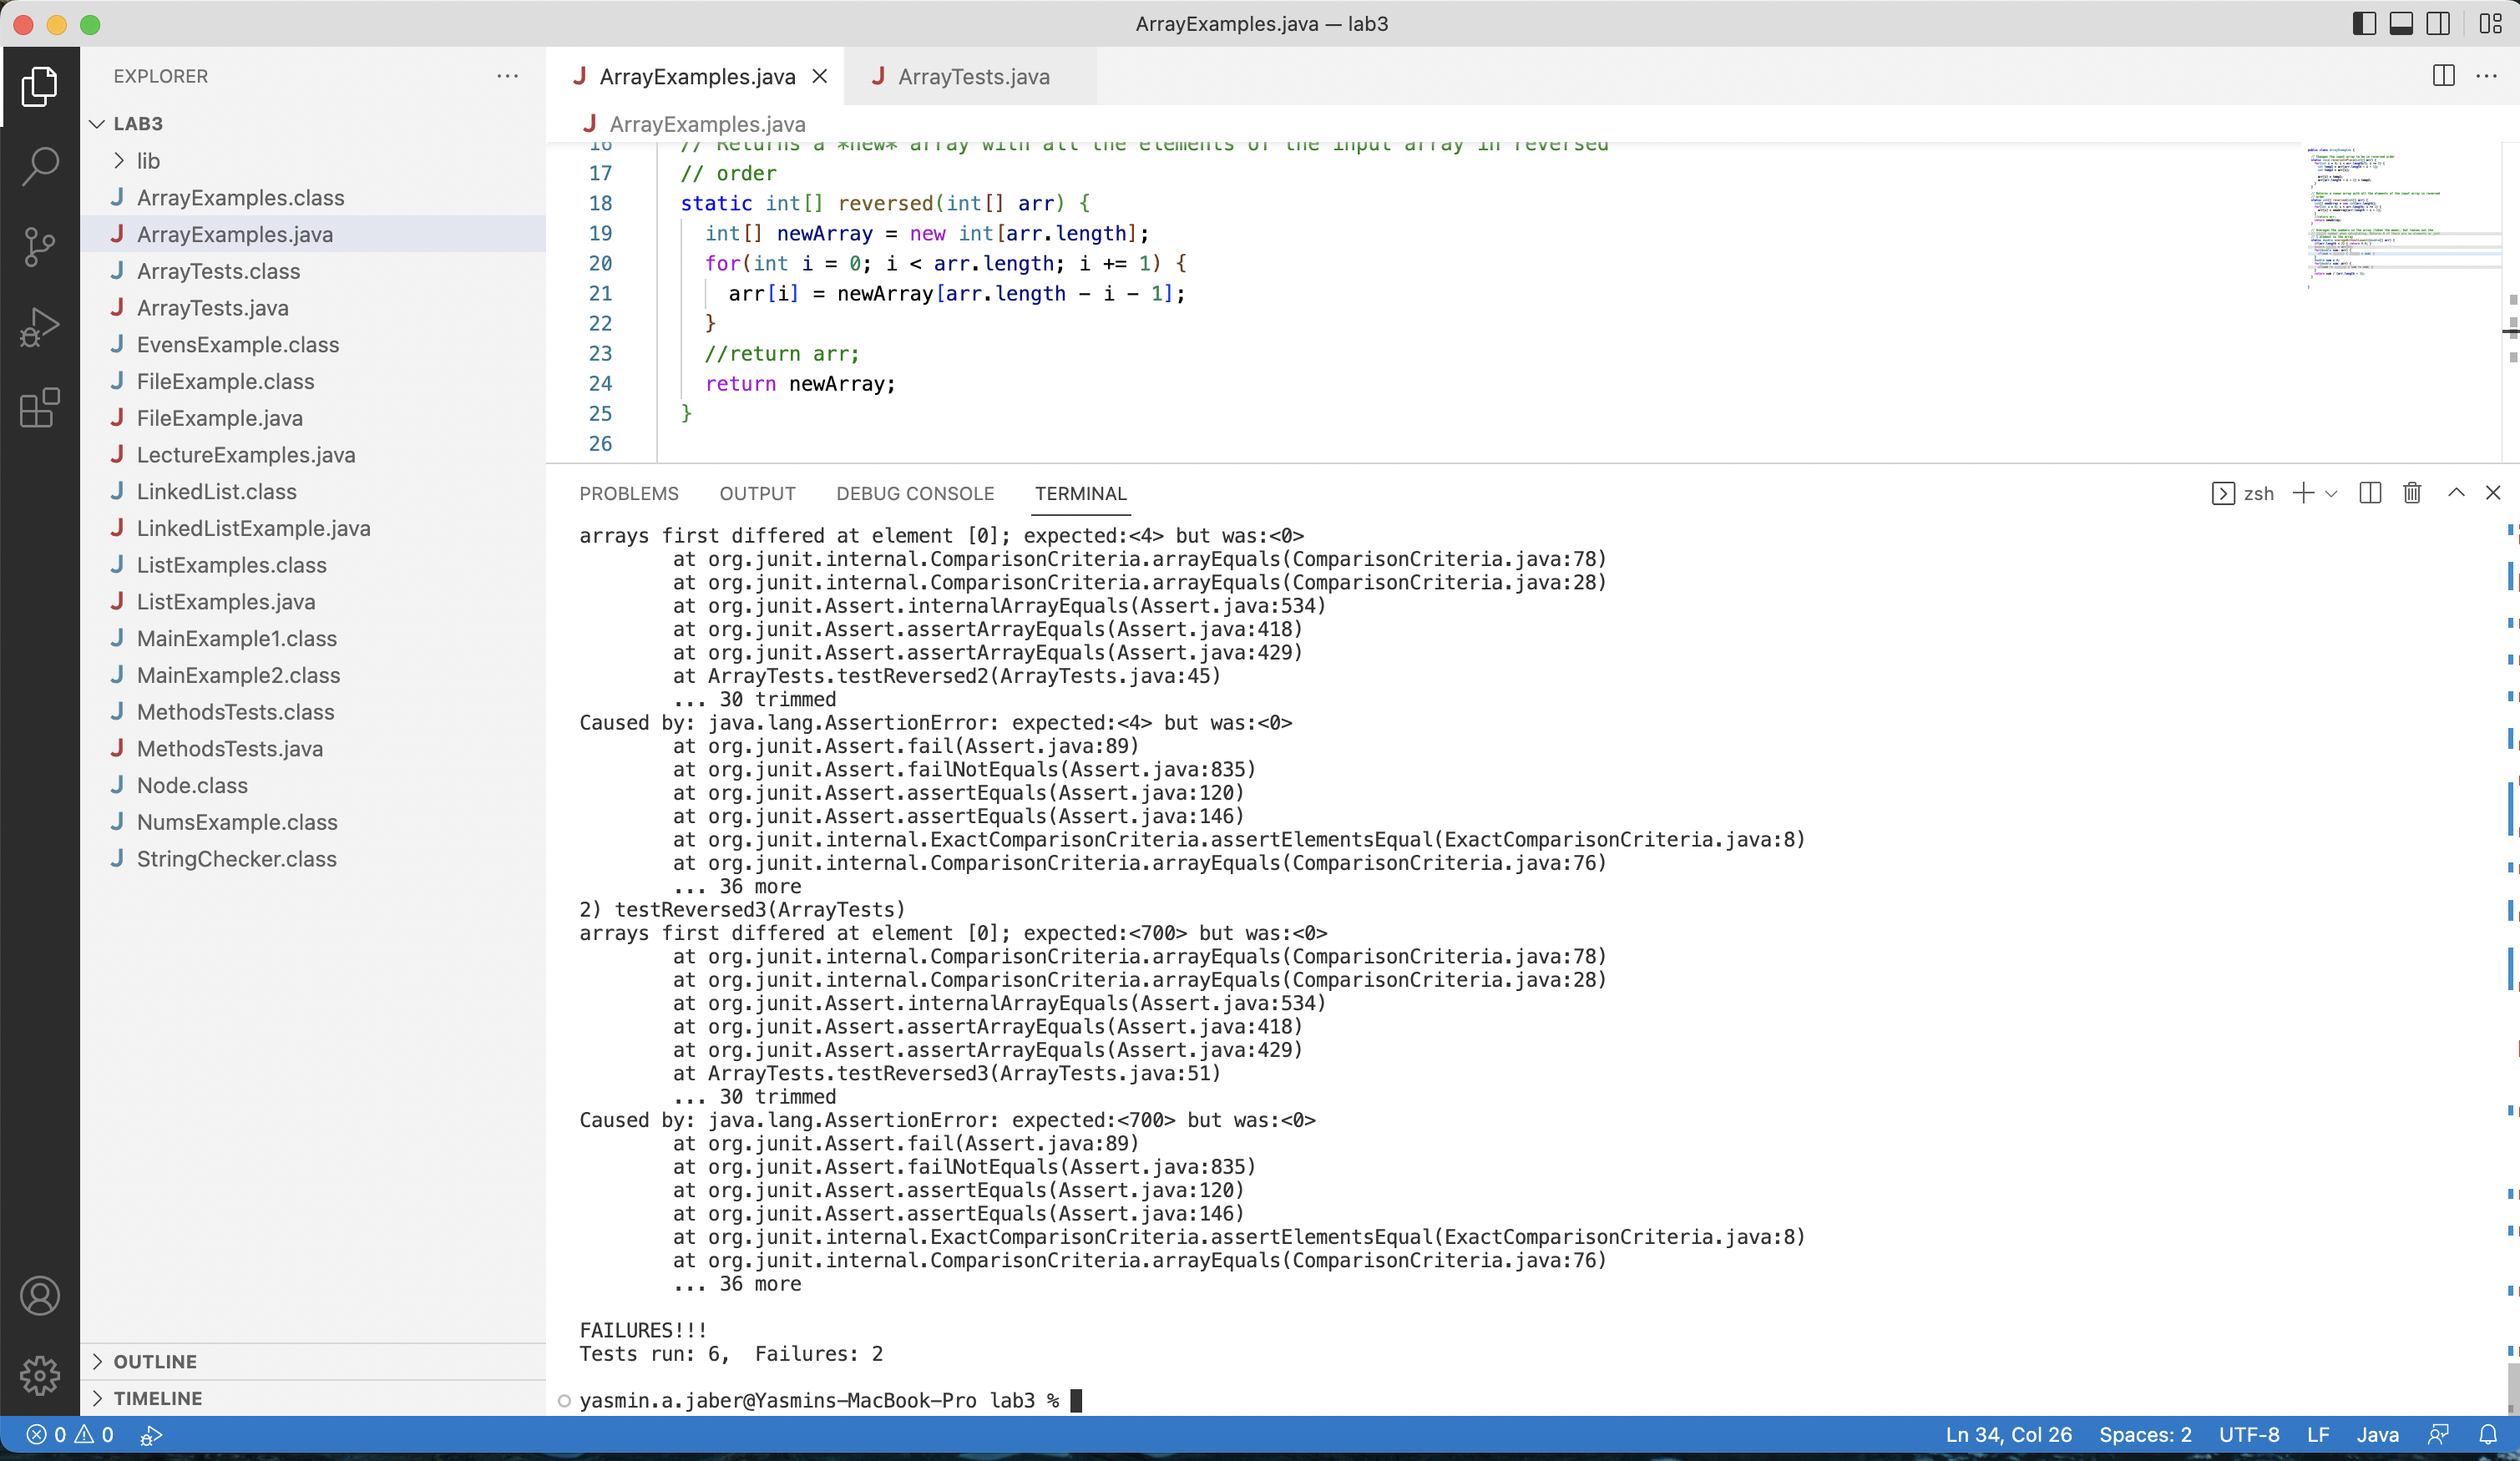 ArrayExamples.java — lab3
EXPLORER
LAB3
lib
ArrayExamples.class
ArrayExamples.java
ArrayTests.class
ArrayTests.java
EvensExample.class
FileExample.class
FileExample.java
LectureExamples.java
LinkedList.class
LinkedListExample.java
ListExamples.class
ListExamples.java
MainExample1.class
MainExample2.class
MethodsTests.class
MethodsTests.java
Node.class
NumsExample.class
StringChecker.class
OUTLINE
TIMELINE
ArrayExamples.java
ArrayTests.java
ArrayExamples.java
16 // Returns a *new* array with all the elements of the input array in reversed
17 // order
18 static int[] reversed(int[] arr) {
19 int[] newArray = new int[arr.length];
20 for(int i = 0; i < arr.length; i += 1) {
21 arr[i] = newArray[arr.length - i - 1];
22 }
23 //return arr;
24 return newArray;
25 }
26
PROBLEMS OUTPUT DEBUG CONSOLE TERMINAL
zsh
arrays first differed at element [0]; expected:<4> but was:<0>
at org.junit.internal.ComparisonCriteria.arrayEquals(ComparisonCriteria.java:78)
at org.junit.internal.ComparisonCriteria.arrayEquals(ComparisonCriteria.java:28)
at org.junit.Assert.internalArrayEquals(Assert.java:534)
at org.junit.Assert.assertArrayEquals(Assert.java:418)
at org.junit.Assert.assertArrayEquals(Assert.java:429)
at ArrayTests.testReversed2(ArrayTests.java:45)
... 30 trimmed
Caused by: java.lang.AssertionError: expected:<4> but was:<0>
at org.junit.Assert.fail(Assert.java:89)
at org.junit.Assert.failNotEquals(Assert.java:835)
at org.junit.Assert.assertEquals(Assert.java:120)
at org.junit.Assert.assertEquals(Assert.java:146)
at org.junit.internal.ExactComparisonCriteria.assertElementsEqual(ExactComparisonCriteria.java:8)
at org.junit.internal.ComparisonCriteria.arrayEquals(ComparisonCriteria.java:76)
... 36 more
2) testReversed3(ArrayTests)
arrays first differed at element [0]; expected:<700> but was:<0>
at org.junit.internal.ComparisonCriteria.arrayEquals(ComparisonCriteria.java:78)
at org.junit.internal.ComparisonCriteria.arrayEquals(ComparisonCriteria.java:28)
at org.junit.Assert.internalArrayEquals(Assert.java:534)
at org.junit.Assert.assertArrayEquals(Assert.java:418)
at org.junit.Assert.assertArrayEquals(Assert.java:429)
at ArrayTests.testReversed3(ArrayTests.java:51)
... 30 trimmed
Caused by: java.lang.AssertionError: expected:<700> but was:<0>
at org.junit.Assert.fail(Assert.java:89)
at org.junit.Assert.failNotEquals(Assert.java:835)
at org.junit.Assert.assertEquals(Assert.java:120)
at org.junit.Assert.assertEquals(Assert.java:146)
at org.junit.internal.ExactComparisonCriteria.assertElementsEqual(ExactComparisonCriteria.java:8)
at org.junit.internal.ComparisonCriteria.arrayEquals(ComparisonCriteria.java:76)
... 36 more
FAILURES!!!
Tests run: 6,  Failures: 2
yasmin.a.jaber@Yasmins-MacBook-Pro lab3 %
0 0
Ln 34, Col 26 Spaces: 2 UTF-8 LF Java